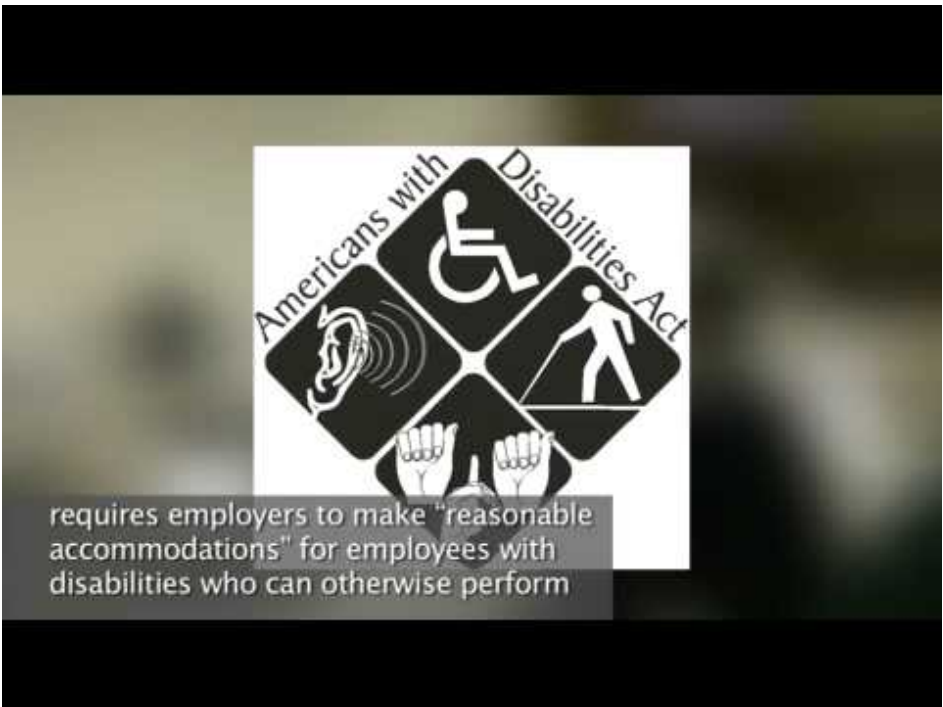 Americans with
Disabilities Act
requires employers to make “reasonable
accommodations” for employees with
disabilities who can otherwise perform